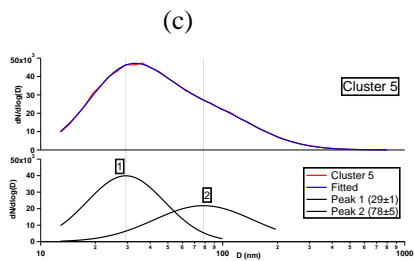 (c)
50x10³
40
30
20
10
0
dN/dlog(D)
Cluster 5
50x10³
40
30
20
10
0
dN/dlog(D)
1
2
Cluster 5
Fitted
Peak 1 (29±1)
Peak 2 (78±5)
10 2 3 4 5 6 7 8 9 100 2 3 4 5 6 7 8 9 1000
D (nm)